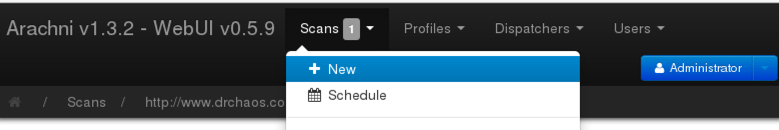 Arachni v1.3.2 - WebUI v0.5.9 Scans 1 Profiles Dispatchers Users
New
Administrator
Schedule
/ Scans / http://www.drchaos.co